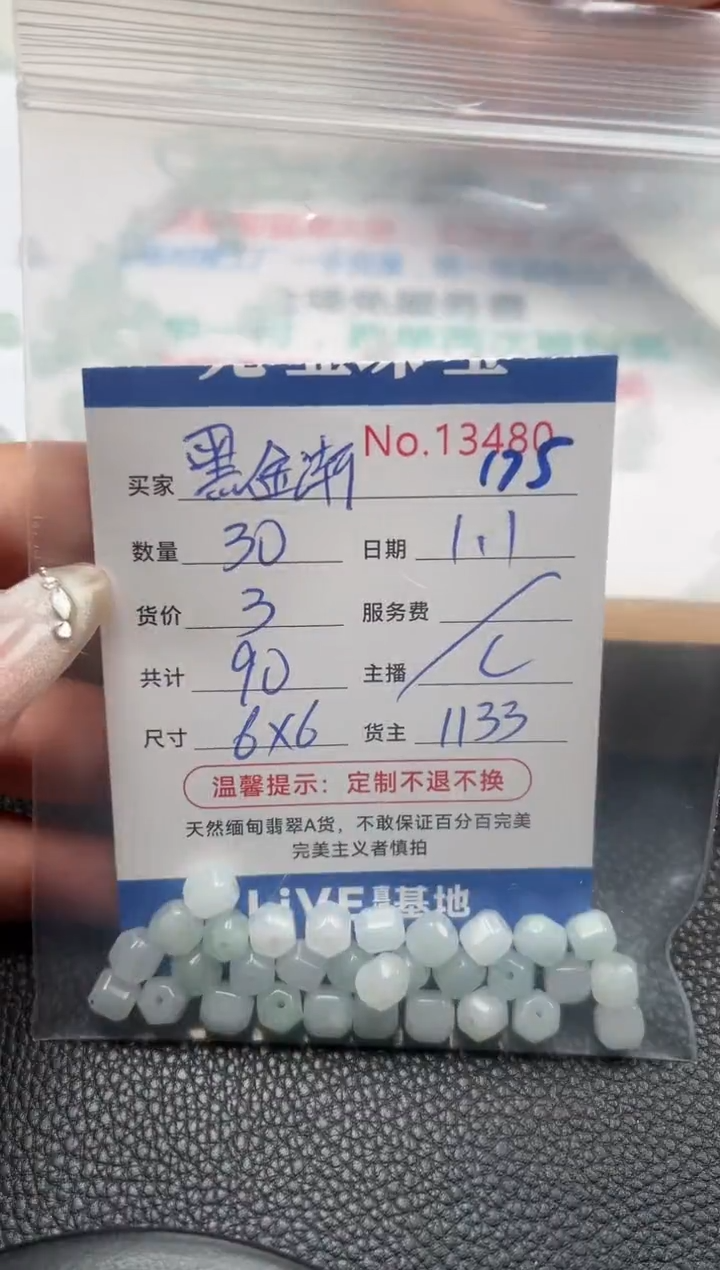 No.13480
买家 黑金渐 175
数量 30 日期 1.1
货价 3 服务费 /
共计 90 主播 C
尺寸 6X6 货主 1133
温馨提示：定制不退不换
天然缅甸翡翠A货，不敢保证百分百完美
完美主义者慎拍
LiVE直播基地